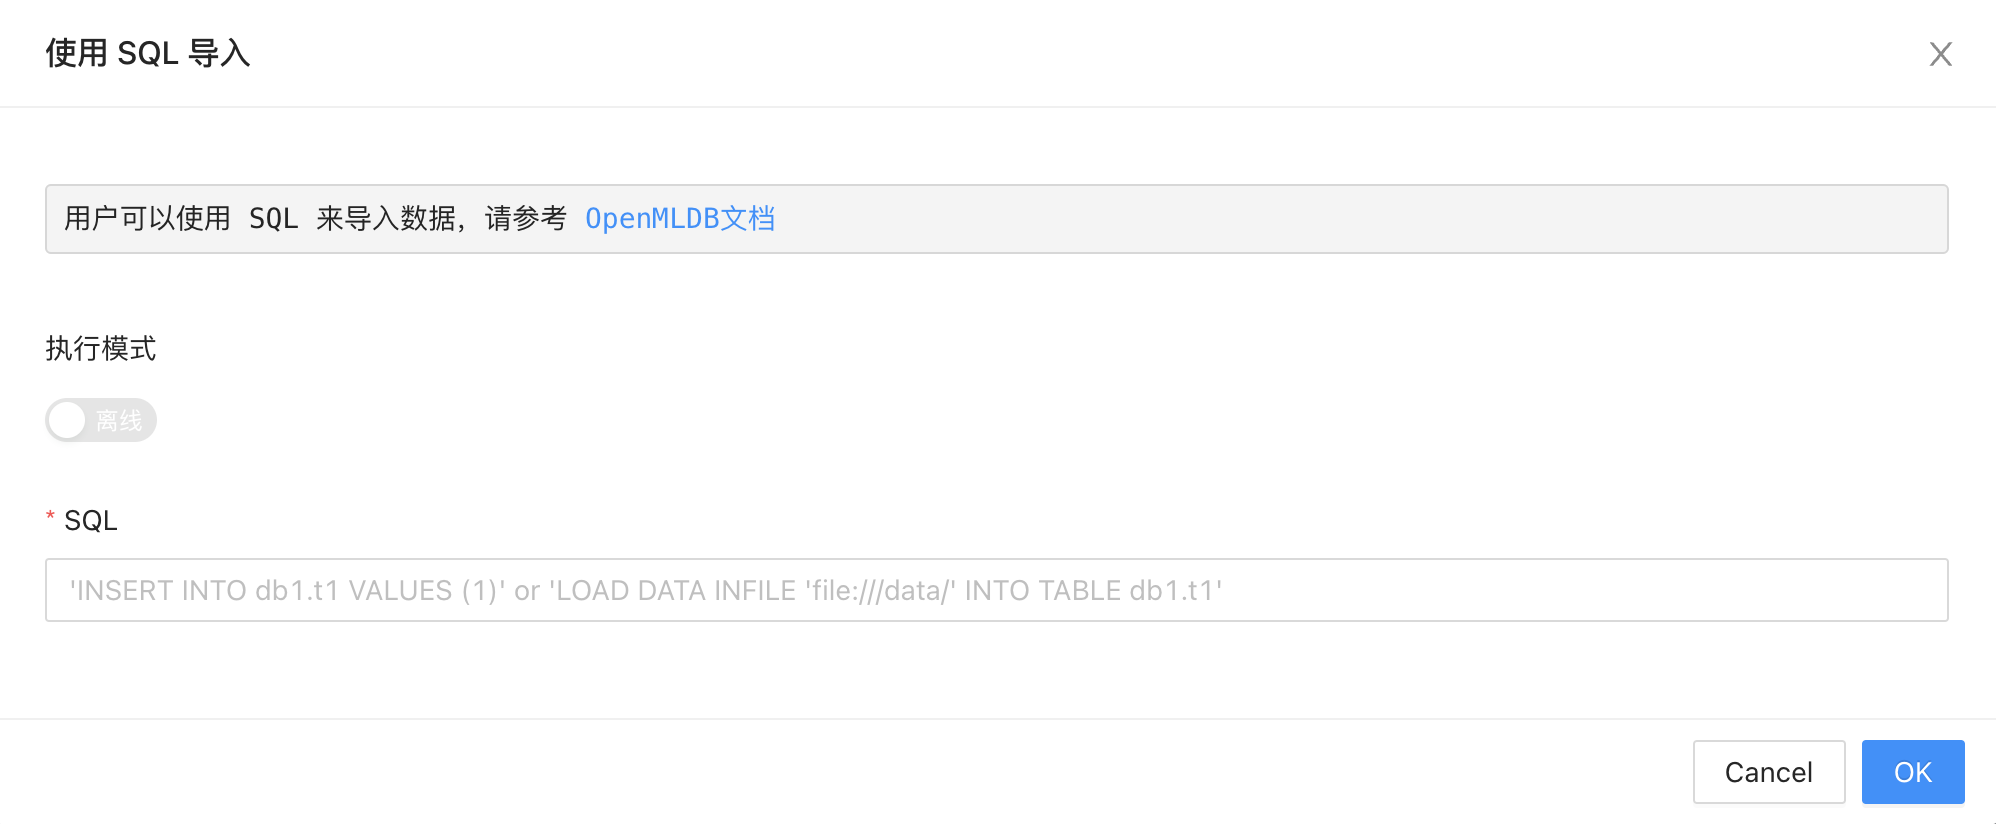 使用 SQL 导入
用户可以使用 SQL 来导入数据，请参考 OpenMLDB文档
执行模式
离线
* SQL
'INSERT INTO db1.t1 VALUES (1)' or 'LOAD DATA INFILE 'file:///data/' INTO TABLE db1.t1'
Cancel OK